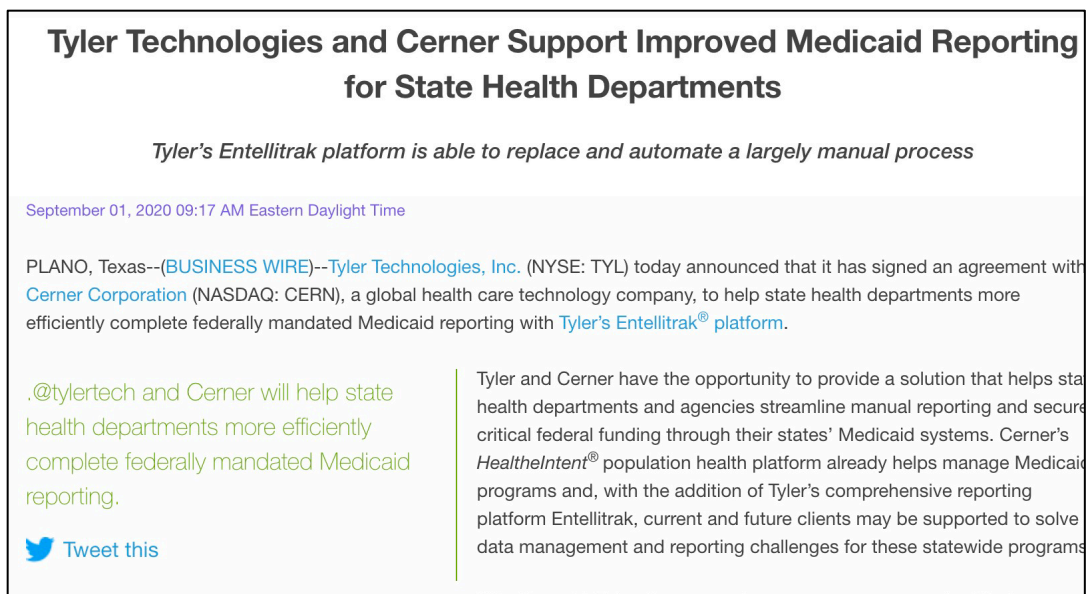 Tyler Technologies and Cerner Support Improved Medicaid Reporting
for State Health Departments
Tyler’s Entellitrak platform is able to replace and automate a largely manual process
September 01, 2020 09:17 AM Eastern Daylight Time
PLANO, Texas--(BUSINESS WIRE)--Tyler Technologies, Inc. (NYSE: TYL) today announced that it has signed an agreement with
Cerner Corporation (NASDAQ: CERN), a global health care technology company, to help state health departments more
efficiently complete federally mandated Medicaid reporting with Tyler’s Entellitrak® platform.
.@tylertech and Cerner will help state
health departments more efficiently
complete federally mandated Medicaid
reporting.
Tweet this
Tyler and Cerner have the opportunity to provide a solution that helps sta
health departments and agencies streamline manual reporting and secure
critical federal funding through their states’ Medicaid systems. Cerner’s
HealtheIntent® population health platform already helps manage Medicaid
programs and, with the addition of Tyler’s comprehensive reporting
platform Entellitrak, current and future clients may be supported to solve
data management and reporting challenges for these statewide programs